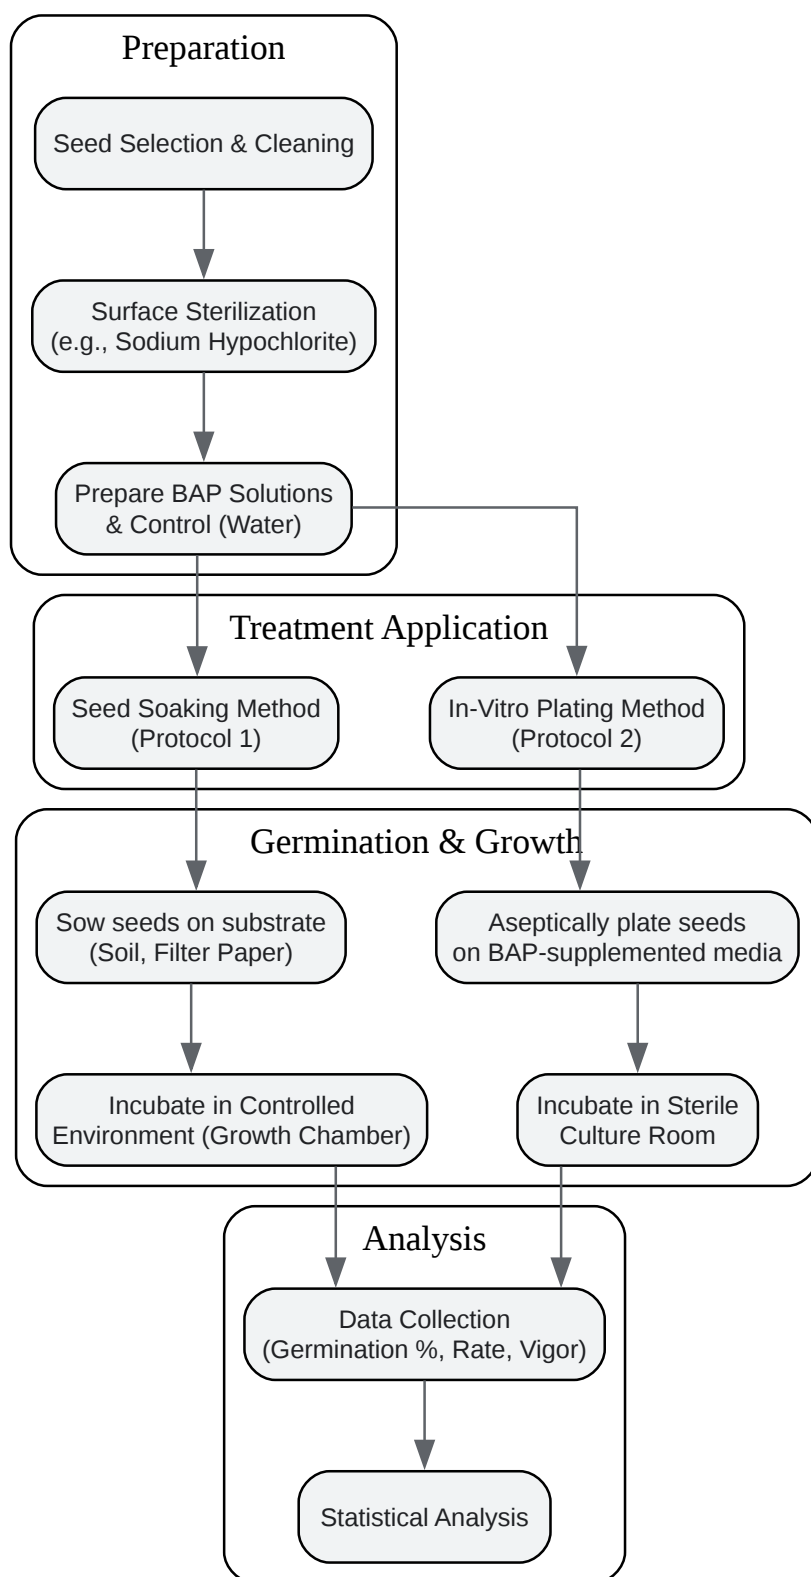 Preparation
Seed Selection & Cleaning
Surface Sterilization
(e.g., Sodium Hypochlorite)
Prepare BAP Solutions
& Control (Water)
Treatment Application
Seed Soaking Method
(Protocol 1)
In-Vitro Plating Method
(Protocol 2)
Germination & Growth
Sow seeds on substrate
(Soil, Filter Paper)
Aseptically plate seeds
on BAP-supplemented media
Incubate in Controlled
Environment (Growth Chamber)
Incubate in Sterile
Culture Room
Analysis
Data Collection
(Germination %, Rate, Vigor)
Statistical Analysis